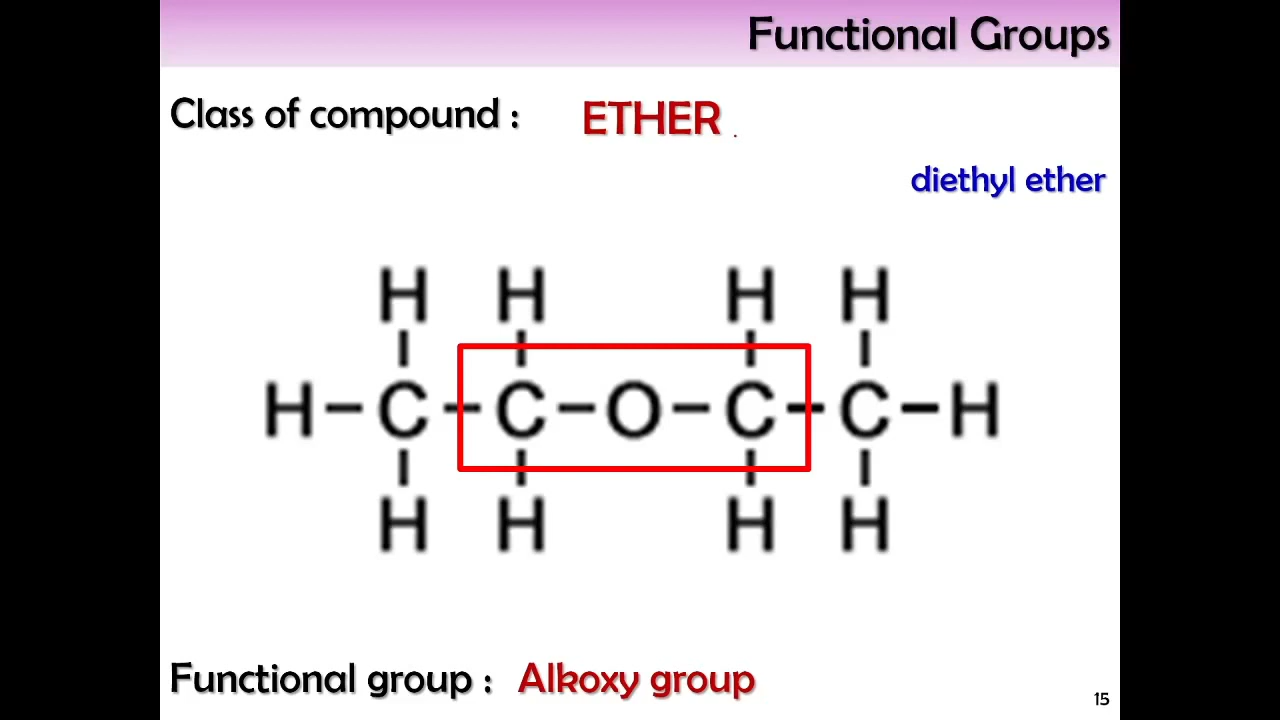 Functional Groups
Class of compound : ETHER .
diethyl ether
H H H H
H-C-C-O-C-C-H
H H H H
Functional group : Alkoxy group
15